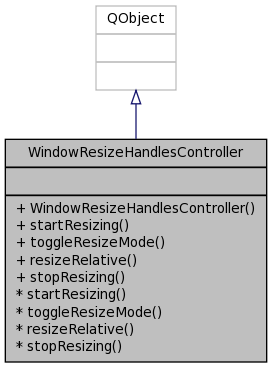 QObject
WindowResizeHandlesController
+ WindowResizeHandlesController()
+ startResizing()
+ toggleResizeMode()
+ resizeRelative()
+ stopResizing()
* startResizing()
* toggleResizeMode()
* resizeRelative()
* stopResizing()